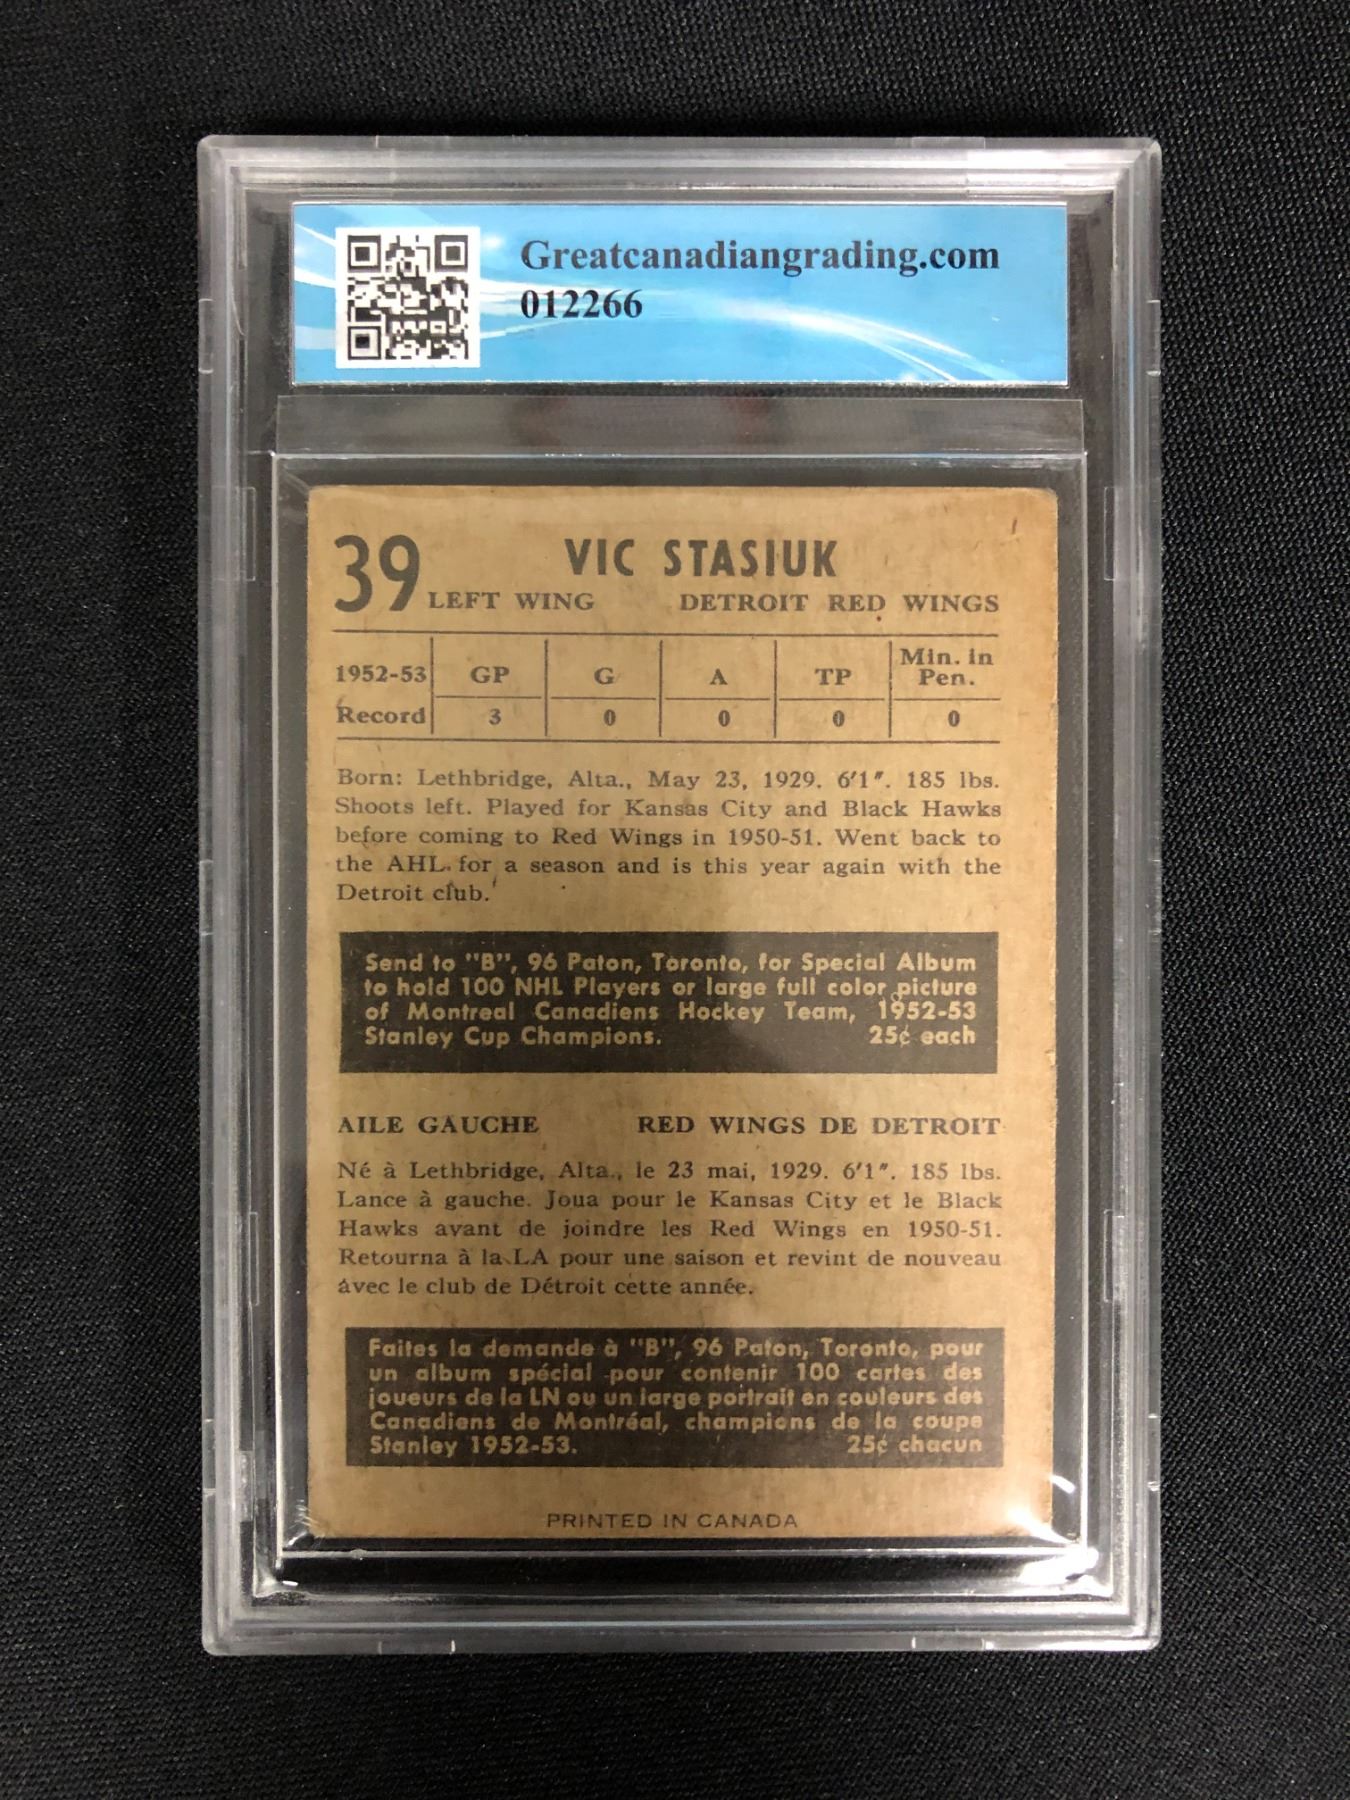 Greatcanadiangrading.com
012266
39 VIC STASIUK
LEFT WING DETROIT RED WINGS
1952-53 GP G A TP Min. in Pen.
Record 3 0 0 0 0
Born: Lethbridge, Alta., May 23, 1929. 6'1". 185 lbs.
Shoots left. Played for Kansas City and Black Hawks
before coming to Red Wings in 1950-51. Went back to
the AHL for a season and is this year again with the
Detroit club.
Send to "B", 96 Paton, Toronto, for Special Album
to hold 100 NHL Players or large full color picture
of Montreal Canadiens Hockey Team, 1952-53
Stanley Cup Champions. 25¢ each
AILE GAUCHE RED WINGS DE DETROIT
Né à Lethbridge, Alta., le 23 mai, 1929. 6'1". 185 lbs.
Lance à gauche. Joua pour le Kansas City et le Black
Hawks avant de joindre les Red Wings en 1950-51.
Retourna à la LA pour une saison et revint de nouveau
avec le club de Détroit cette année.
Faites la demande à "B", 96 Paton, Toronto, pour
un album spécial pour contenir 100 cartes des
joueurs de la LN ou un large portrait en couleurs des
Canadiens de Montréal, champions de la coupe
Stanley 1952-53. 25¢ chacun
PRINTED IN CANADA